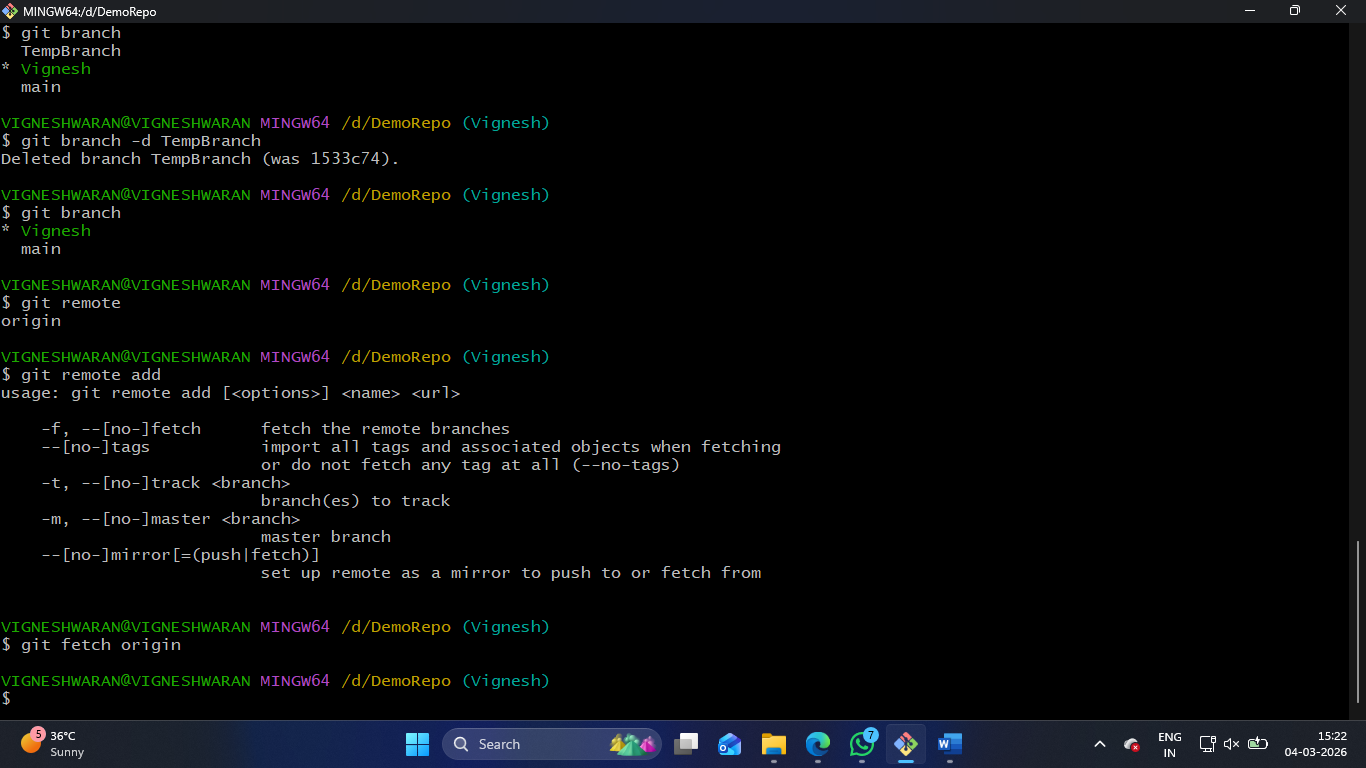 MINGW64:/d/DemoRepo
$ git branch
  TempBranch
* Vignesh
  main
VIGNESHWARAN@VIGNESHWARAN MINGW64 /d/DemoRepo (Vignesh)
$ git branch -d TempBranch
Deleted branch TempBranch (was 1533c74).
VIGNESHWARAN@VIGNESHWARAN MINGW64 /d/DemoRepo (Vignesh)
$ git branch
* Vignesh
  main
VIGNESHWARAN@VIGNESHWARAN MINGW64 /d/DemoRepo (Vignesh)
$ git remote
origin
VIGNESHWARAN@VIGNESHWARAN MINGW64 /d/DemoRepo (Vignesh)
$ git remote add
usage: git remote add [<options>] <name> <url>
    -f, --[no-]fetch      fetch the remote branches
    --[no-]tags           import all tags and associated objects when fetching
                          or do not fetch any tag at all (--no-tags)
    -t, --[no-]track <branch>
                          branch(es) to track
    -m, --[no-]master <branch>
                          master branch
    --[no-]mirror[=(push|fetch)]
                          set up remote as a mirror to push to or fetch from
VIGNESHWARAN@VIGNESHWARAN MINGW64 /d/DemoRepo (Vignesh)
$ git fetch origin
VIGNESHWARAN@VIGNESHWARAN MINGW64 /d/DemoRepo (Vignesh)
$
5
36°C
Sunny
Search
7
ENG
IN
15:22
04-03-2026